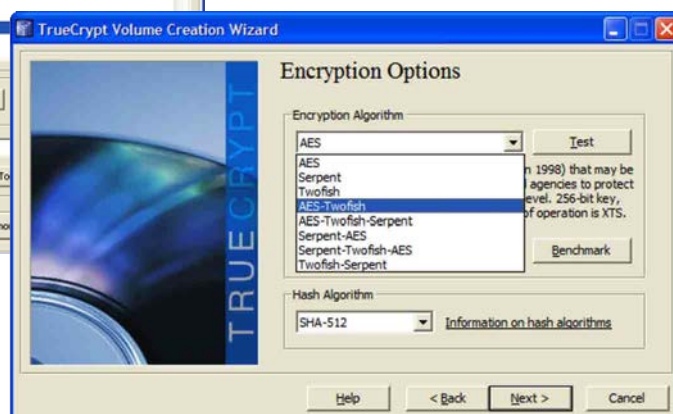 TrueCrypt Volume Creation Wizard
TRUECRYPT
Encryption Options
Encryption Algorithm
AES
Test
AES
Serpent
Twofish
AES-Twofish
AES-Twofish-Serpent
Serpent-AES
Serpent-Twofish-AES
Twofish-Serpent
n 1998) that may be
agencies to protect
evel. 256-bit key,
of operation is XTS.
Benchmark
Hash Algorithm
SHA-512
Information on hash algorithms
Help
< Back
Next >
Cancel